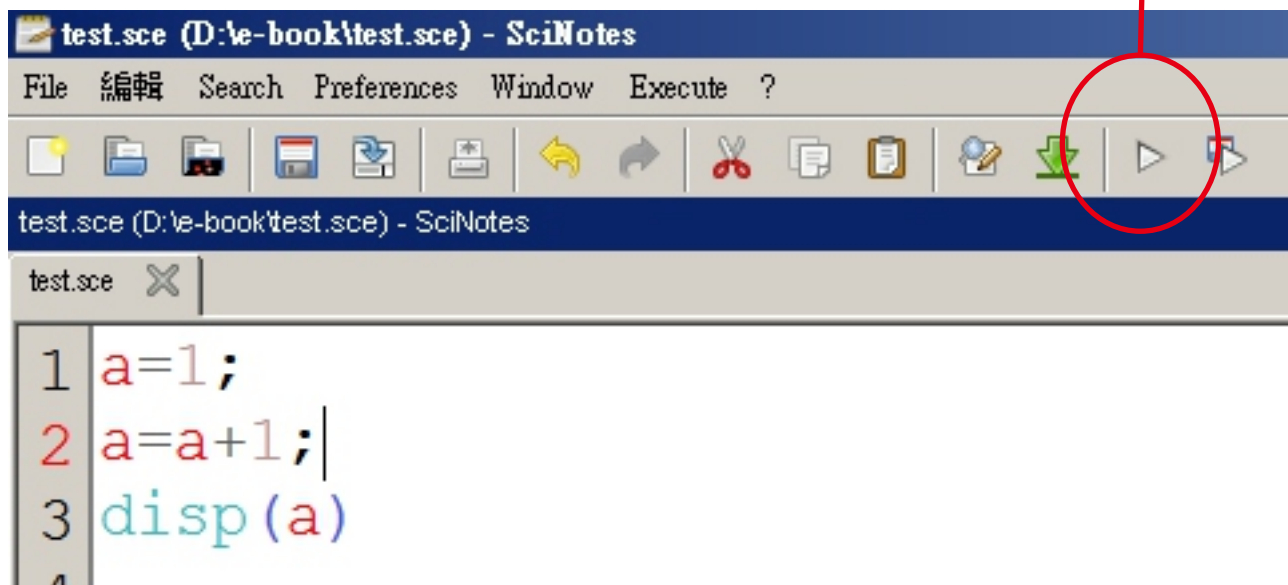 test.sce (D:\e-book\test.sce) - SciNotes
File 編輯 Search Preferences Window Execute ?
test.sce (D:\e-book\test.sce) - SciNotes
test.sce
1 a=1;
2 a=a+1;
3 disp(a)